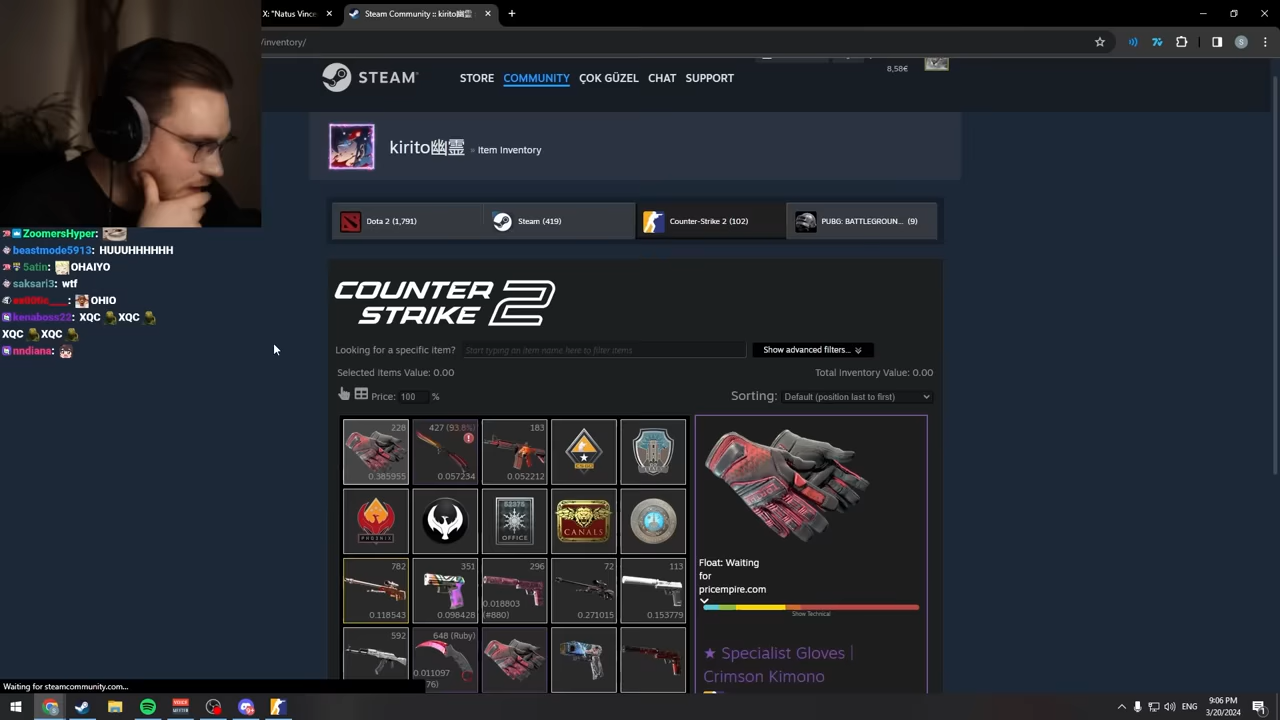 X: "Natus Vince
Steam Community :: kirito幽霊
/inventory/
STEAM
STORE
COMMUNITY
ÇOK GÜZEL
CHAT
SUPPORT
8,58€
kirito幽霊 » Item Inventory
Dota 2 (1,791)
Steam (419)
Counter-Strike 2 (102)
PUBG: BATTLEGROUN... (9)
ZoomersHyper:
beastmode5913: HUUUHHHHHH
5atin: OHAIYO
saksari3: wtf
OHIO
kenaboss22: XQC XQC
XQC XQC
nndiana:
COUNTER
STRIKE 2
Looking for a specific item?
Start typing an item name here to filter items
Show advanced filters...
Selected Items Value: 0.00
Total Inventory Value: 0.00
Price: 100 %
Sorting: Default (position last to first)
228
0.385955
427 (93.8%)
0.057234
183
0.052212
CS:GO
PHOENIX
OFFICE
CANALS
782
0.118543
351
0.098428
296
0.018803
(#880)
72
0.271015
113
0.153779
592
648 (Ruby)
0.011097
Float: Waiting
for
pricempire.com
Show Technical
★ Specialist Gloves |
Crimson Kimono
Waiting for steamcommunity.com...
ENG
9:06 PM
3/20/2024